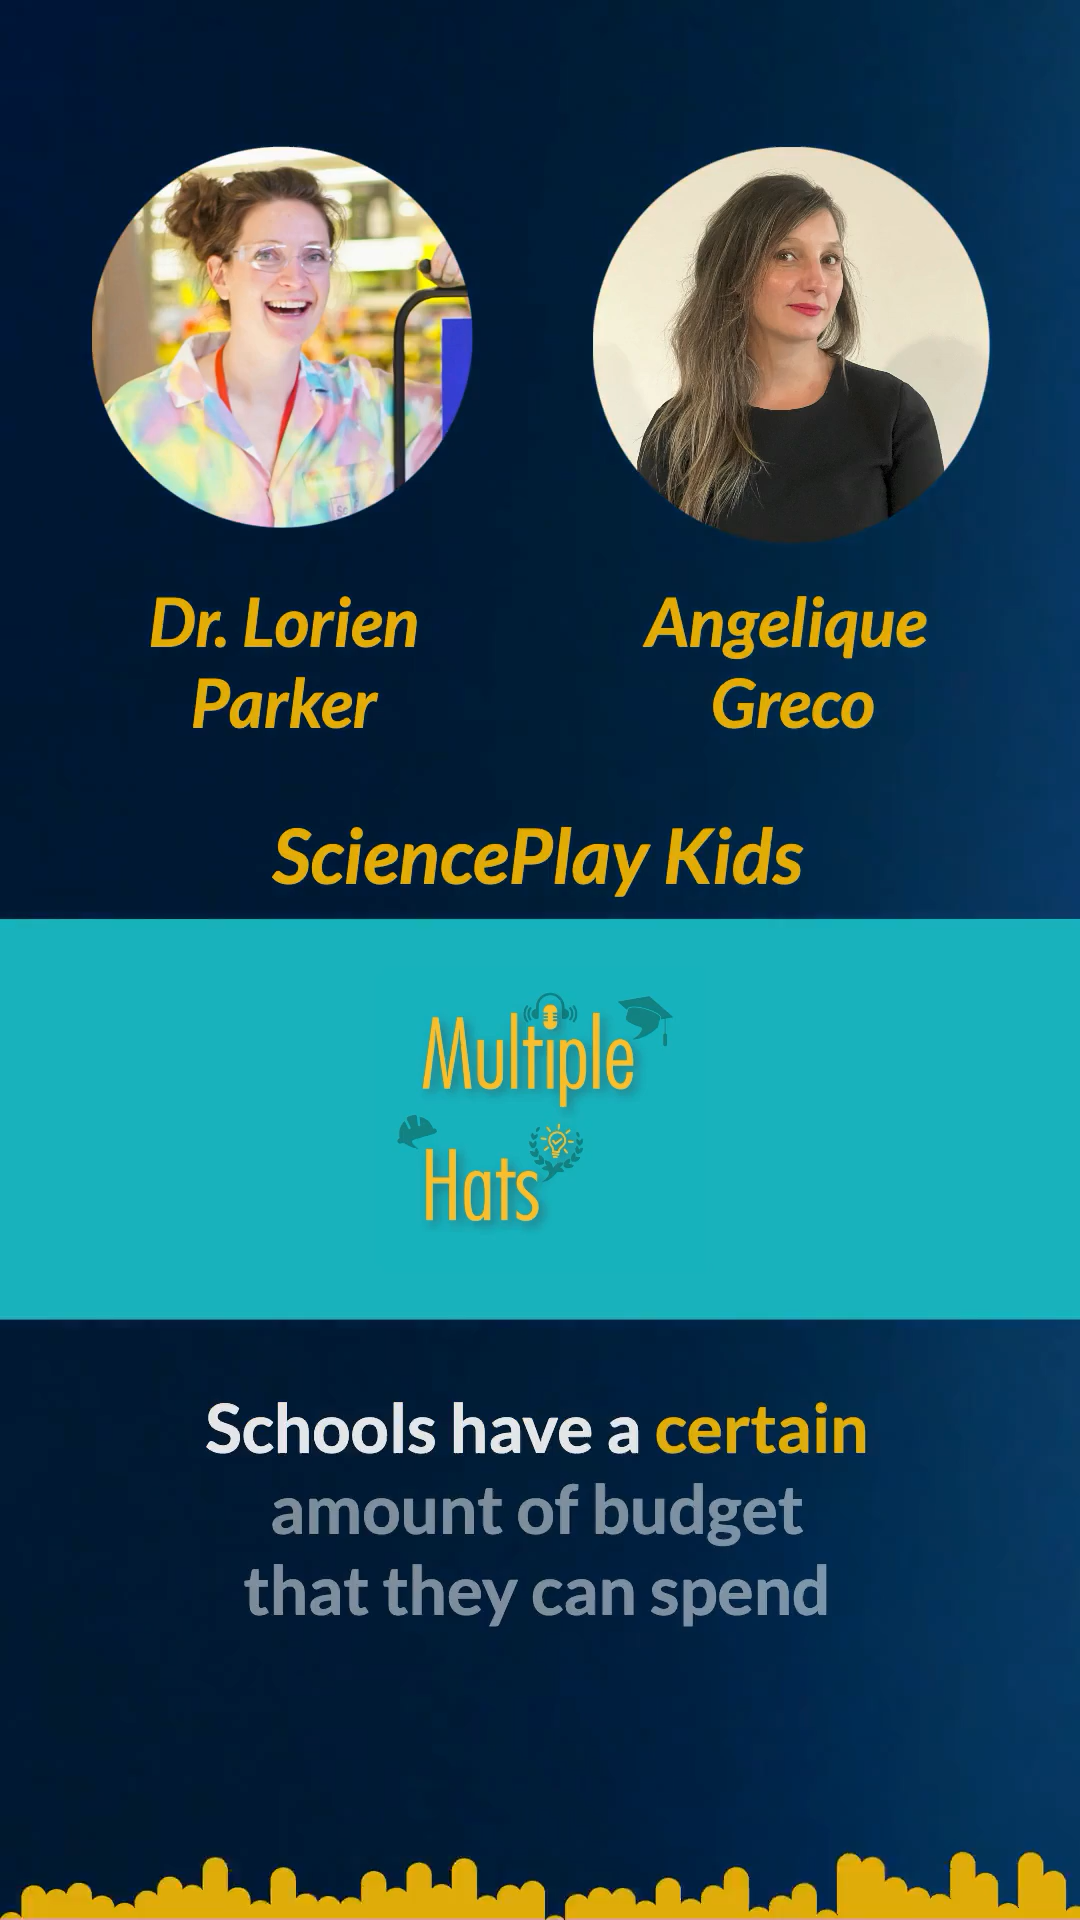 Dr. Lorien
Parker
Angelique
Greco
SciencePlay Kids
Multiple
Hats
Schools have a certain
amount of budget
that they can spend